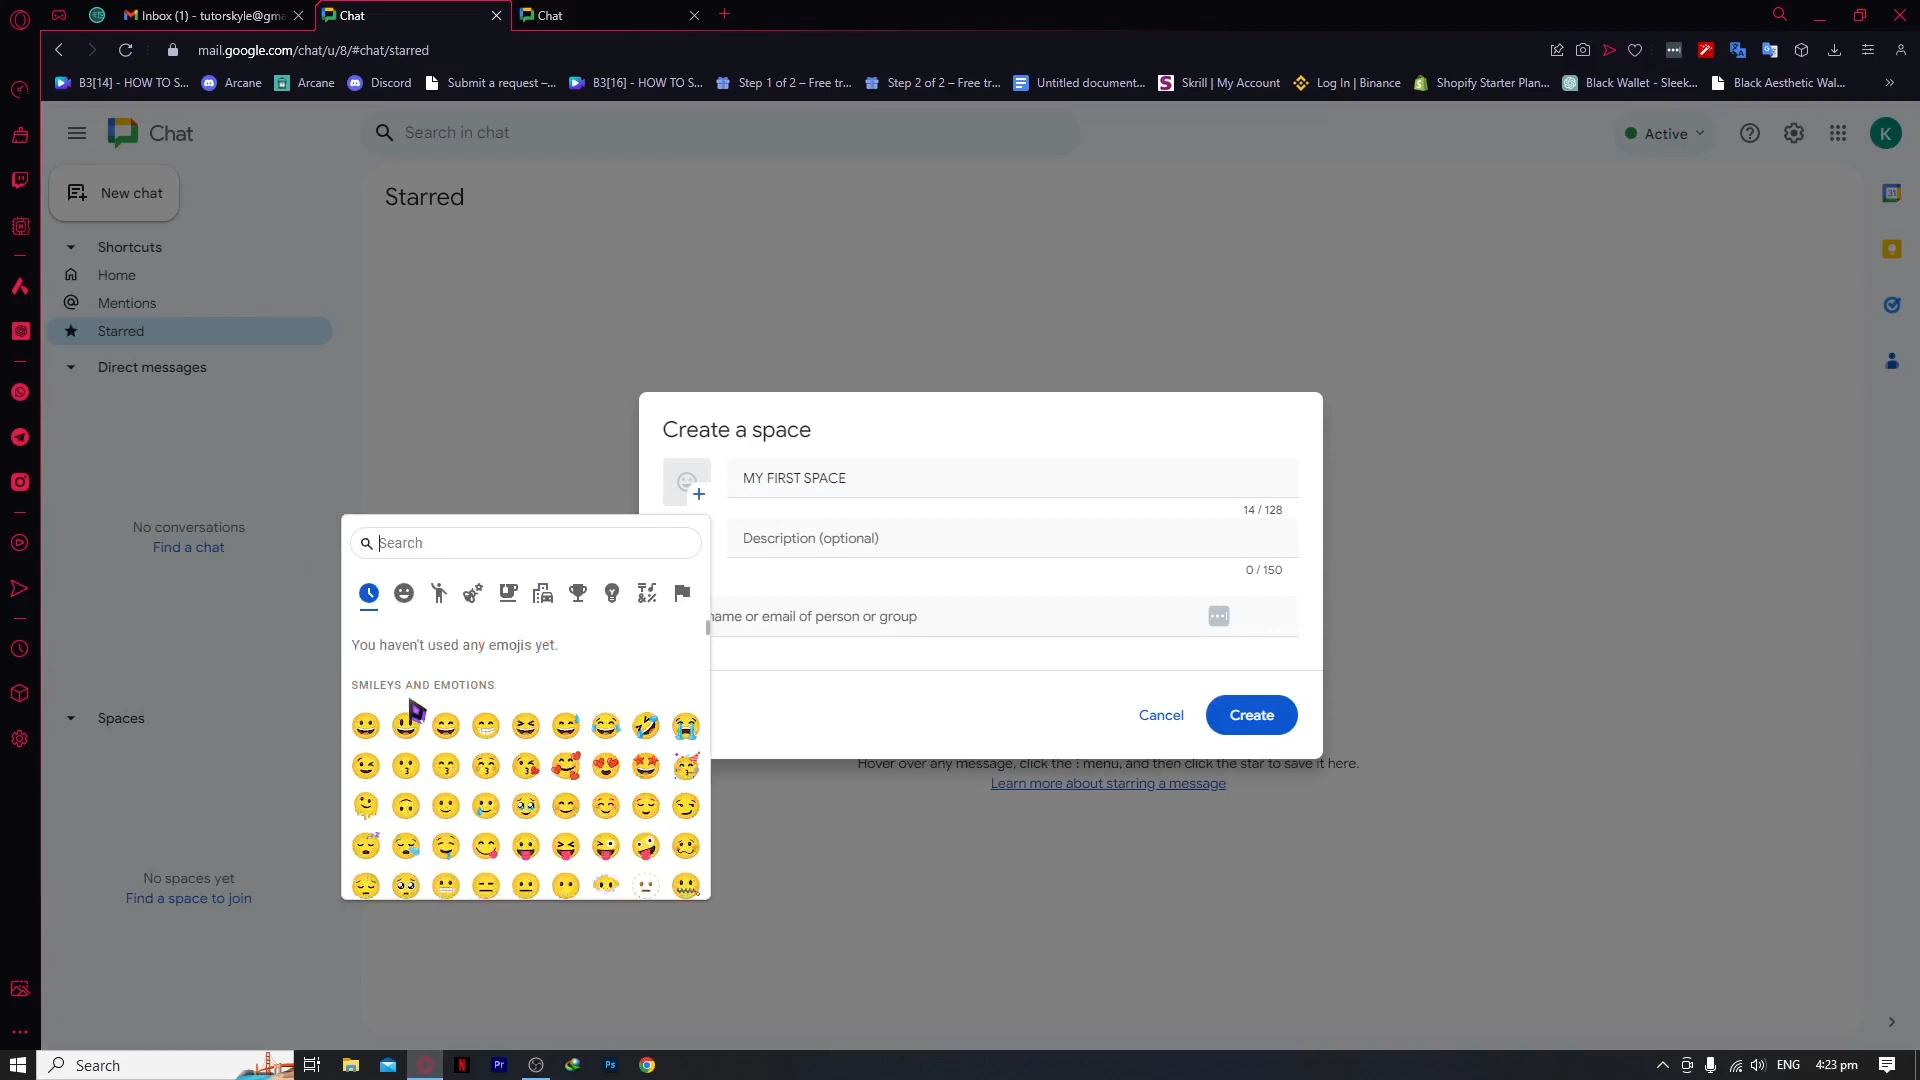 Inbox (1) - tutorskyle@gma
Chat
Chat
mail.google.com/chat/u/8/#chat/starred
B3[14] - HOW TO S...
Arcane
Arcane
Discord
Submit a request –...
B3[16] - HOW TO S...
Step 1 of 2 – Free tr...
Step 2 of 2 – Free tr...
Untitled document...
Skrill | My Account
Log In | Binance
Shopify Starter Plan...
Black Wallet - Sleek...
Black Aesthetic Wal...
Chat
Search in chat
Active
K
New chat
Starred
Shortcuts
Home
Mentions
Starred
Direct messages
No conversations
Find a chat
Spaces
No spaces yet
Find a space to join
Create a space
MY FIRST SPACE
14 / 128
Description (optional)
0 / 150
name or email of person or group
Cancel
Create
Search
You haven't used any emojis yet.
SMILEYS AND EMOTIONS
Hover over any message, click the : menu, and then click the star to save it here.
Learn more about starring a message
Search
Pr
Ps
ENG
4:23 pm